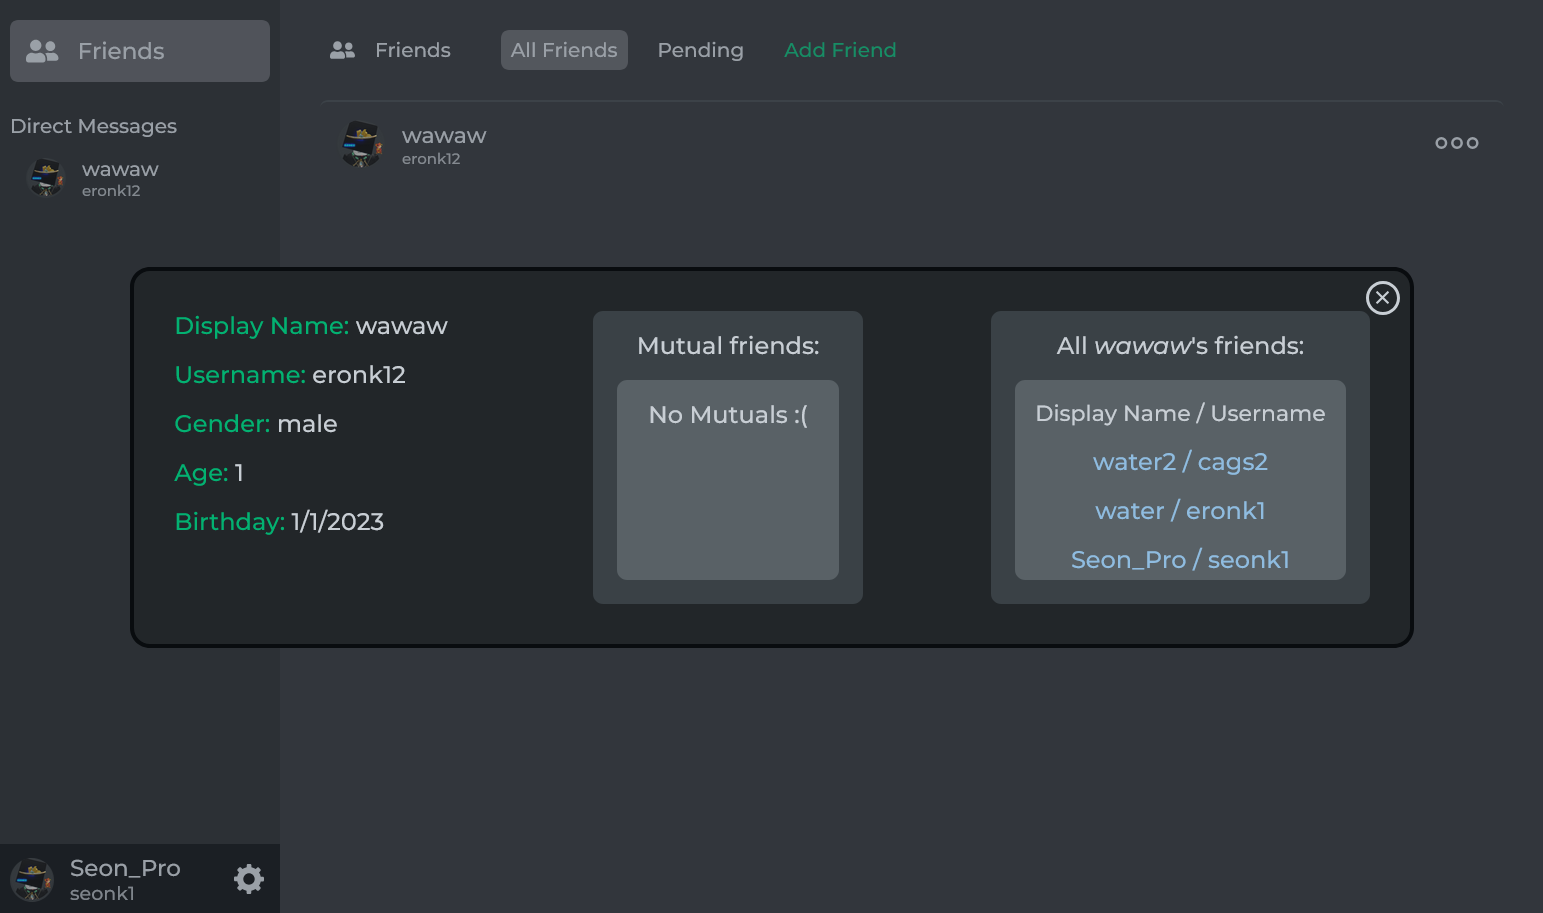 Friends
Direct Messages
wawaw
eronk12
Friends All Friends Pending Add Friend
wawaw
eronk12
Display Name: wawaw
Username: eronk12
Gender: male
Age: 1
Birthday: 1/1/2023
Mutual friends:
No Mutuals :(
All wawaw's friends:
Display Name / Username
water2 / cags2
water / eronk1
Seon_Pro / seonk1
Seon_Pro
seonk1